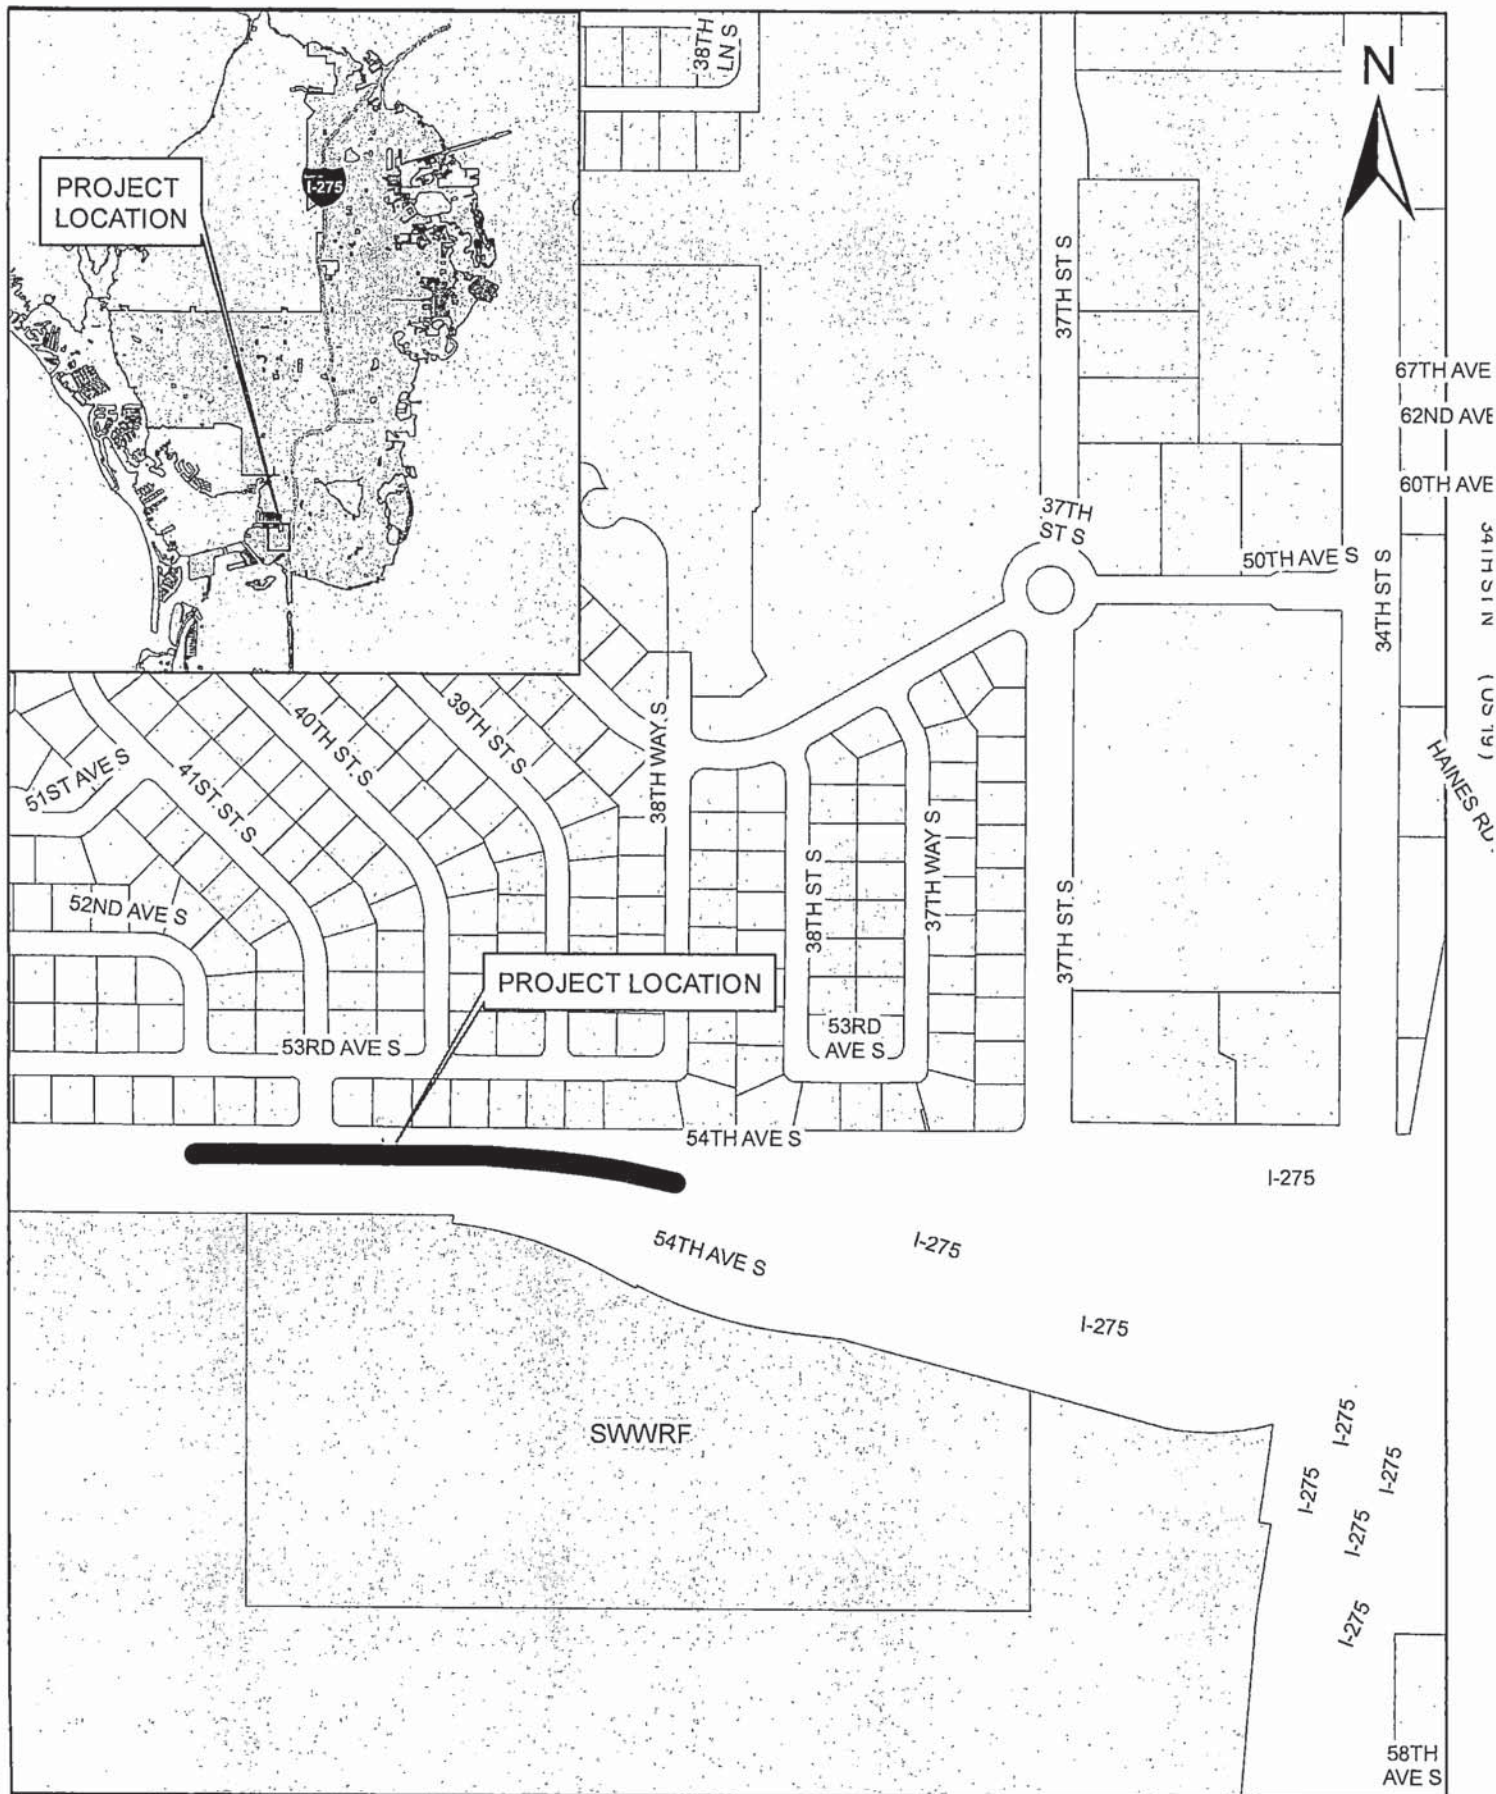 38TH
LN S
N
PROJECT
LOCATION
I-275
37TH ST S
67TH AVE
62ND AVE
60TH AVE
37TH
ST S
50TH AVE S
34TH ST S
34TH ST N (US 19)
HAINES RD
38TH WAY S
39TH ST S
40TH ST S
41ST ST S
51ST AVE S
52ND AVE S
38TH ST S
37TH WAY S
37TH ST S
PROJECT LOCATION
53RD
AVE S
53RD AVE S
54TH AVE S
I-275
54TH AVE S
I-275
I-275
SWWRF
I-275
I-275
I-275
I-275
I-275
58TH
AVE S